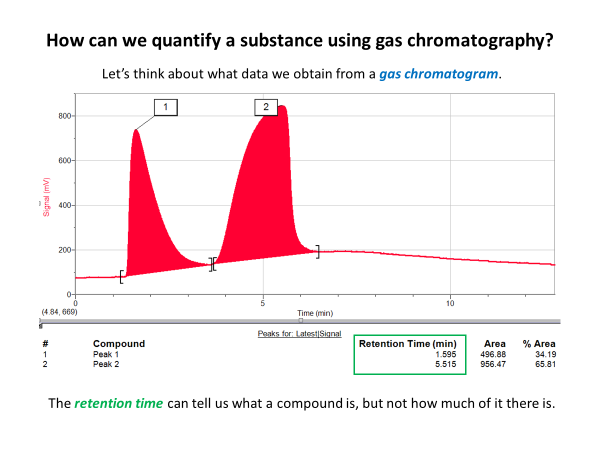 How can we quantify a substance using gas chromatography?
Let's think about what data we obtain from a gas chromatogram.
1
2
800
600
400
200
0
Signal (mV)
0
5
10
(4.84, 669)
Time (min)
Peaks for: Latest|Signal
# Compound Retention Time (min) Area % Area
1 Peak 1 1.595 496.88 34.19
2 Peak 2 5.515 956.47 65.81
The retention time can tell us what a compound is, but not how much of it there is.